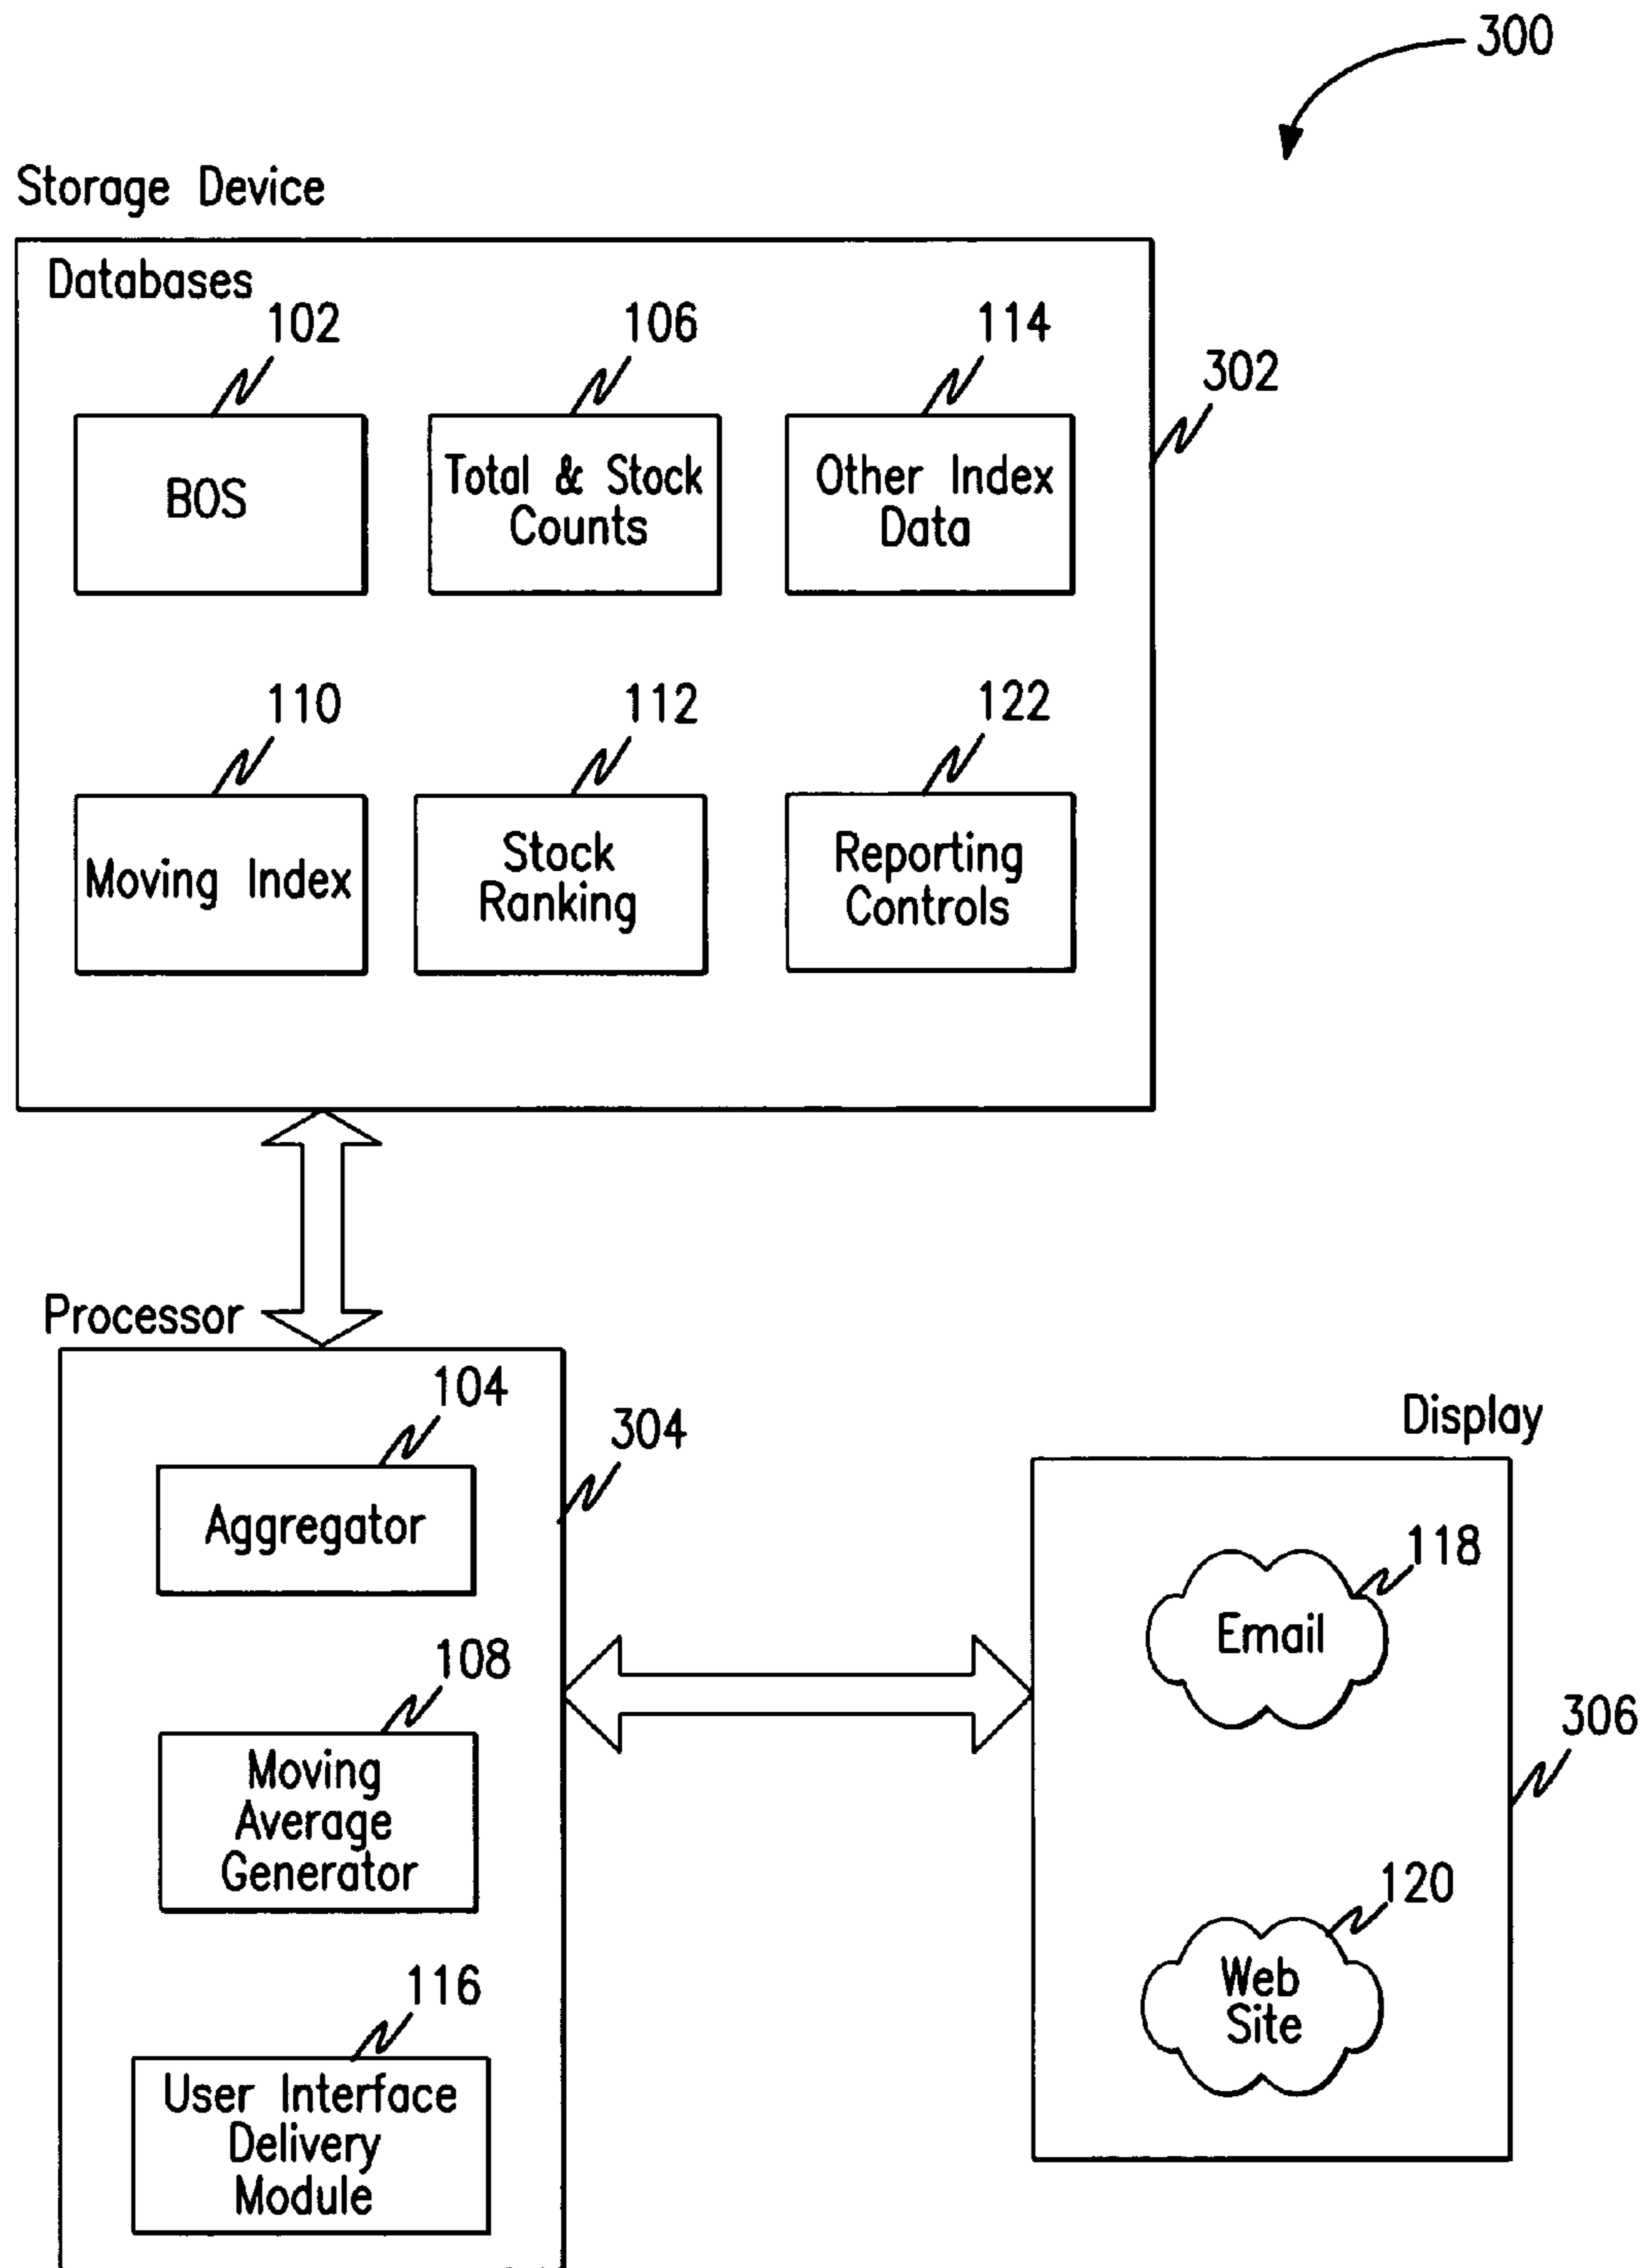 300
Storage Device
Databases
102
106
114
302
BOS
Total & Stock
Counts
Other Index
Data
110
112
122
Moving Index
Stock
Ranking
Reporting
Controls
Processor
104
304
Aggregator
Display
118
Email
108
Moving
Average
Generator
306
120
Web
Site
116
User Interface
Delivery
Module